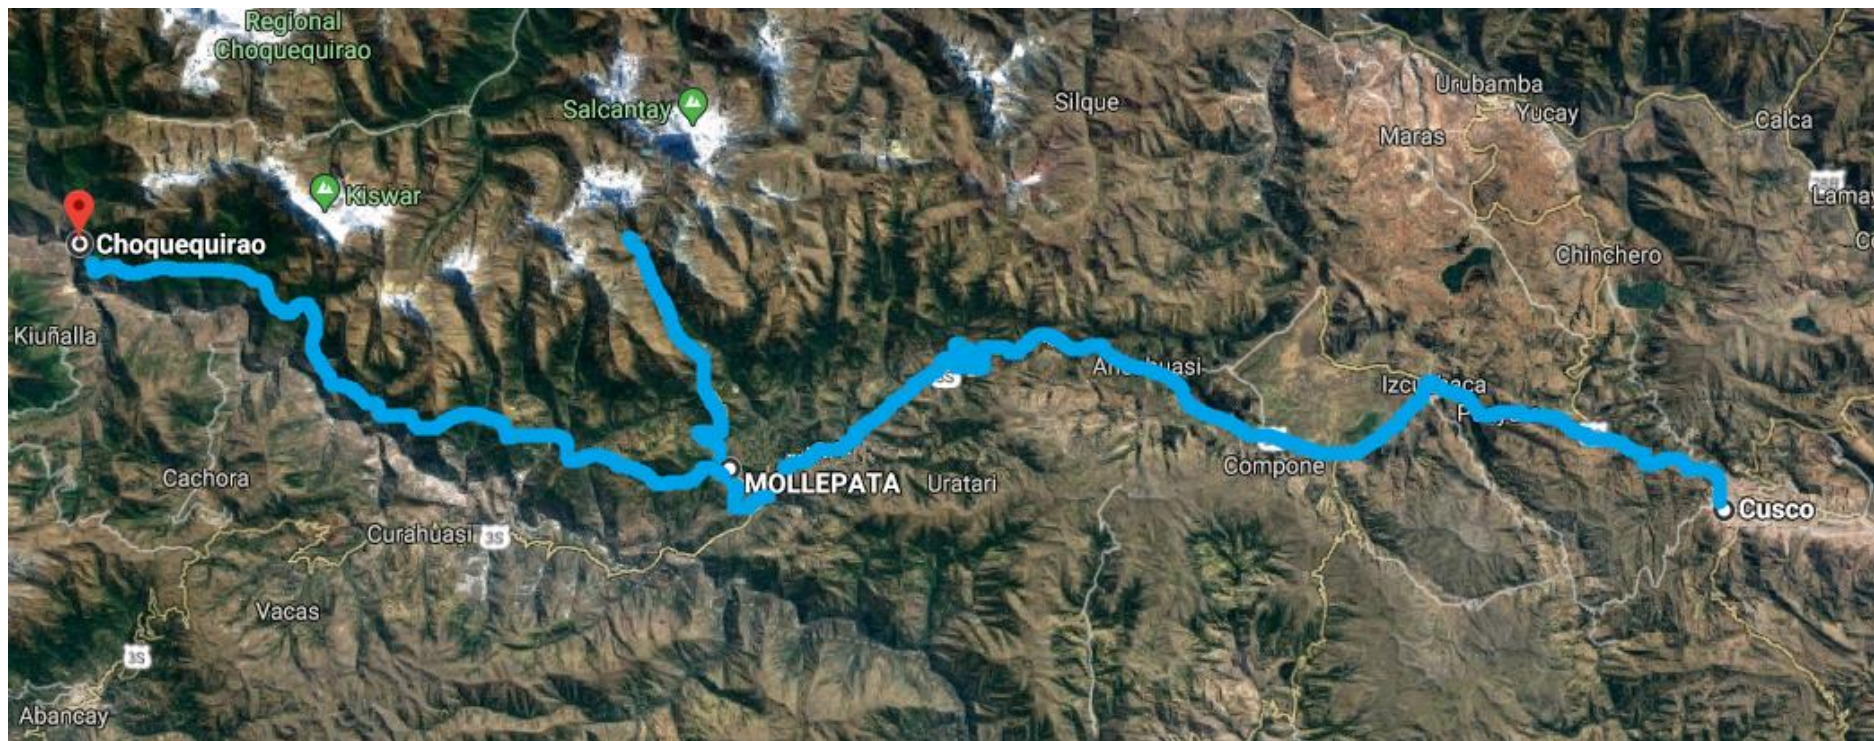 Regional
Choquequirao
Salcantay
Silque
Urubamba
Yucay
Calca
Maras
Kiswar
Choquequirao
Chinchero
Kiuñalla
3S
Compone
Cachora
MOLLEPATA
Uratari
Cusco
Curahuasi
3S
Vacas
3S
Abancay